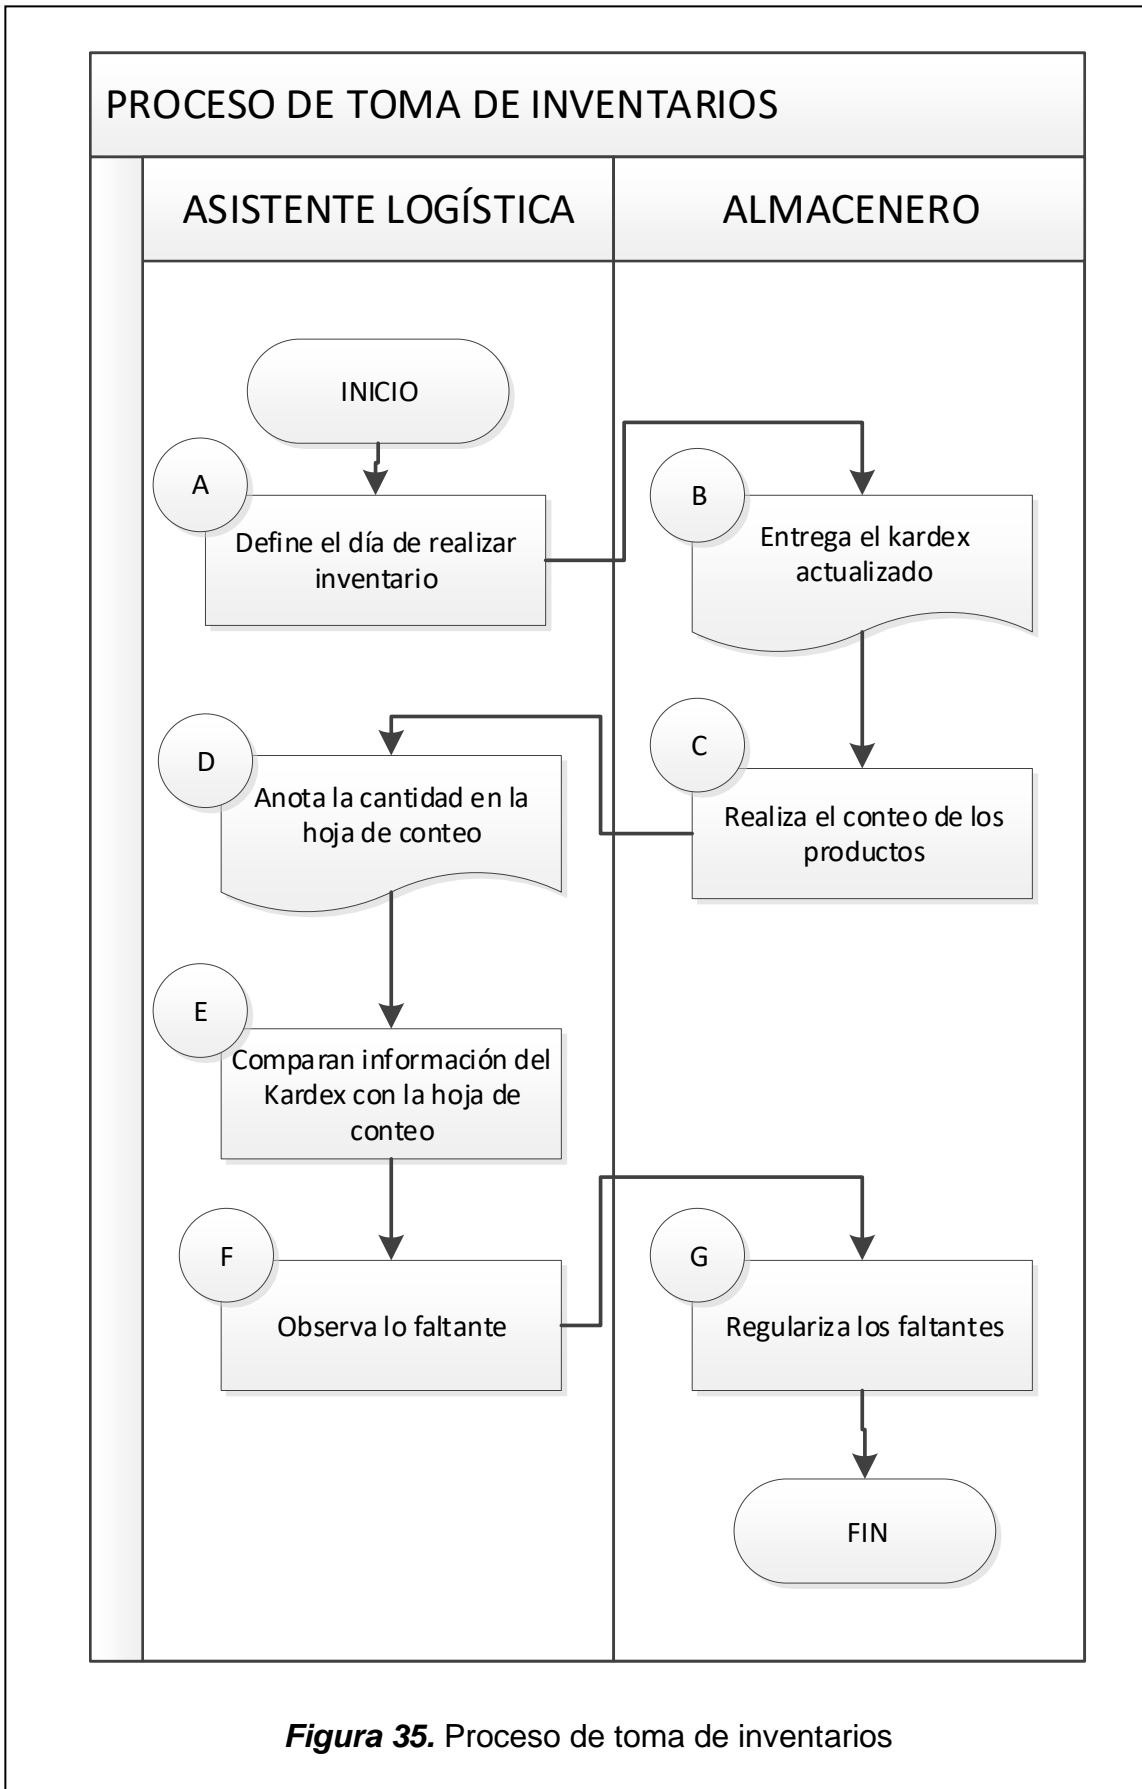 PROCESO DE TOMA DE INVENTARIOS
ASISTENTE LOGÍSTICA
ALMACENERO
INICIO
A
Define el día de realizar
inventario
B
Entrega el kardex
actualizado
C
Realiza el conteo de los
productos
D
Anota la cantidad en la
hoja de conteo
E
Comparan información del
Kardex con la hoja de
conteo
F
Observa lo faltante
G
Regulariza los faltantes
FIN
Figura 35. Proceso de toma de inventarios